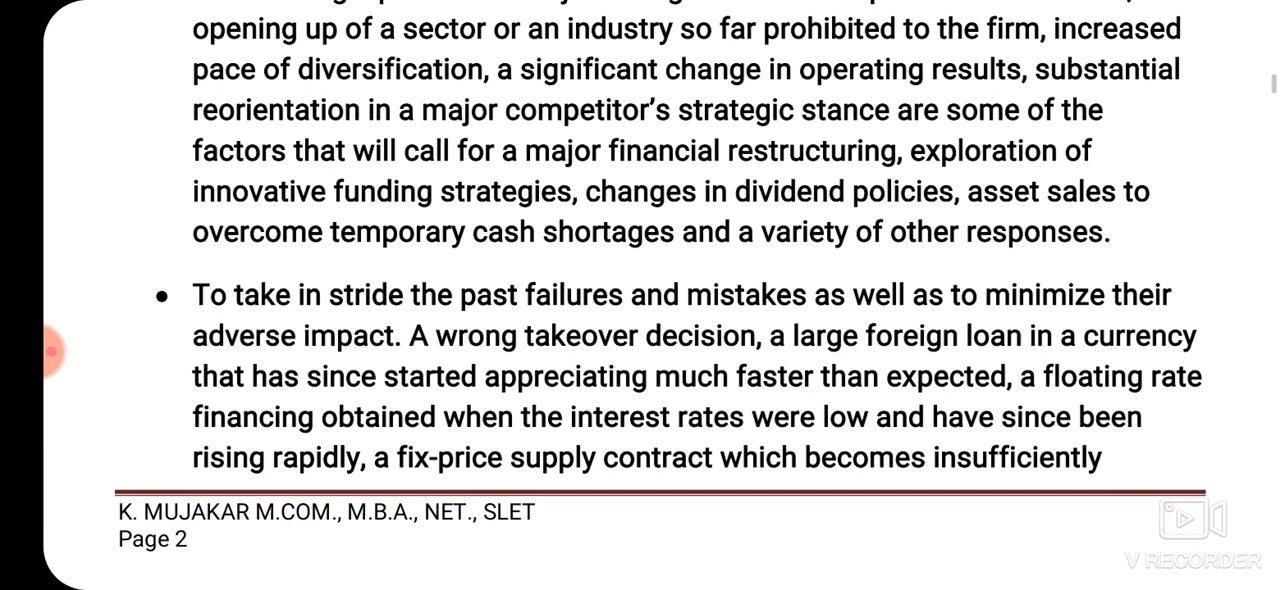 opening up of a sector or an industry so far prohibited to the firm, increased
pace of diversification, a significant change in operating results, substantial
reorientation in a major competitor's strategic stance are some of the
factors that will call for a major financial restructuring, exploration of
innovative funding strategies, changes in dividend policies, asset sales to
overcome temporary cash shortages and a variety of other responses.
• To take in stride the past failures and mistakes as well as to minimize their
adverse impact. A wrong takeover decision, a large foreign loan in a currency
that has since started appreciating much faster than expected, a floating rate
financing obtained when the interest rates were low and have since been
rising rapidly, a fix-price supply contract which becomes insufficiently
K. MUJAKAR M.COM., M.B.A., NET., SLET
Page 2
V RECORDER